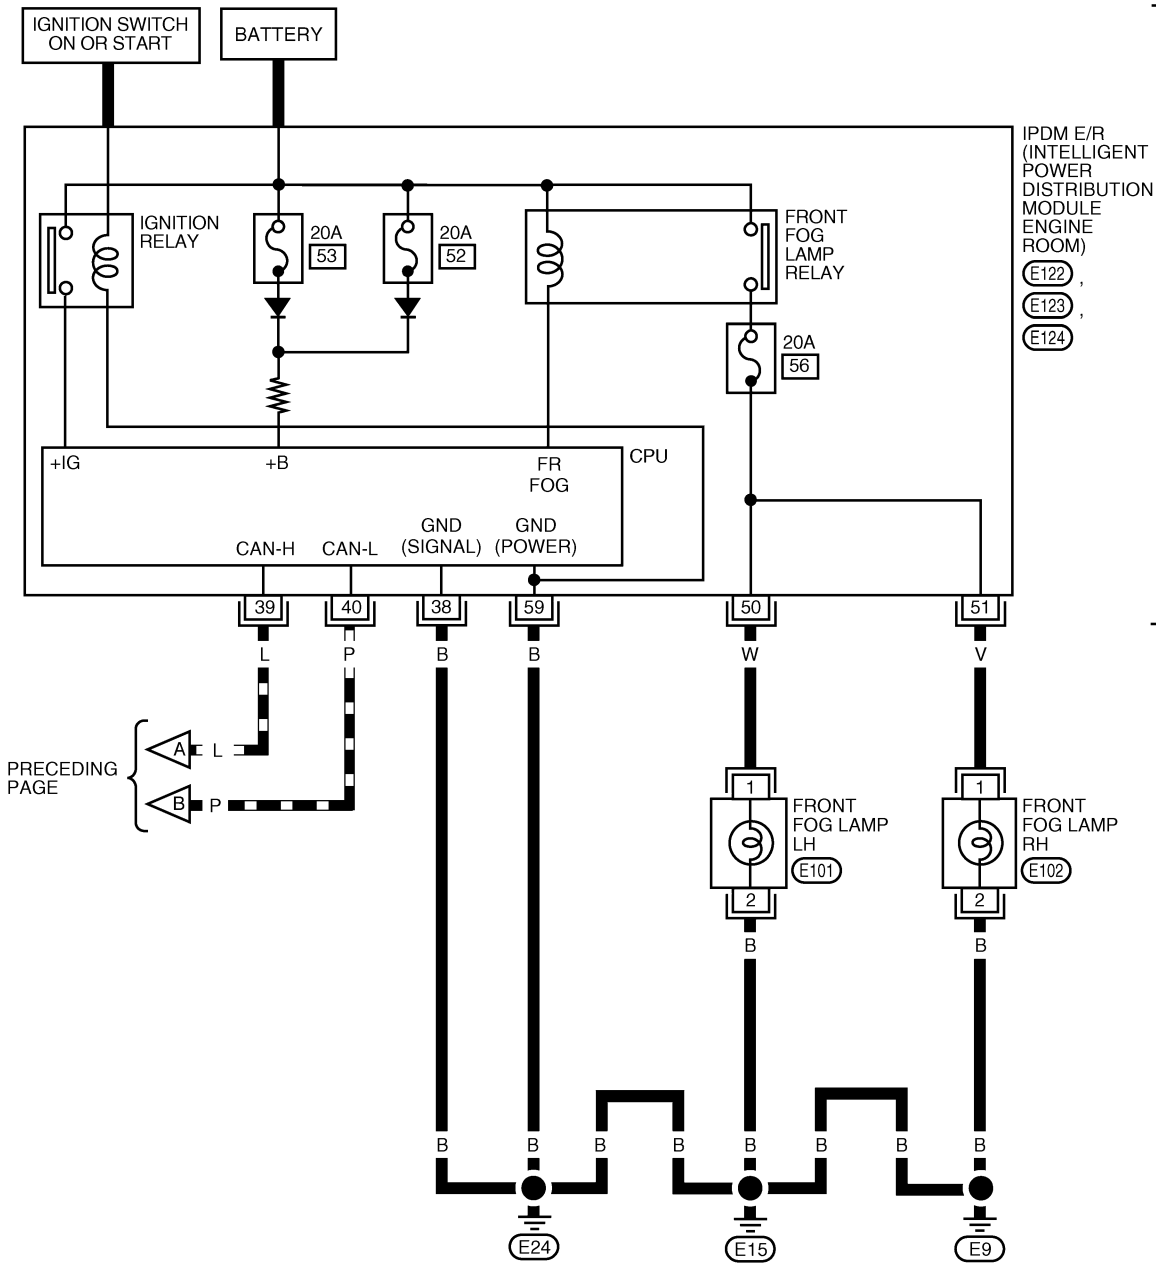 IGNITION SWITCH
ON OR START
BATTERY
IPDM E/R
(INTELLIGENT
POWER
DISTRIBUTION
MODULE
ENGINE
ROOM)
E122 ,
E123 ,
E124
IGNITION
RELAY
20A
53
20A
52
FRONT
FOG
LAMP
RELAY
20A
56
+IG
+B
FR
FOG
CPU
CAN-H
CAN-L
GND
(SIGNAL)
GND
(POWER)
39
40
38
59
50
51
L
P
B
B
W
V
PRECEDING
PAGE
A
L
B
P
1
FRONT
FOG LAMP
LH
E101
2
1
FRONT
FOG LAMP
RH
E102
2
B
B
B
B
B
B
B
B
B
B
E24
E15
E9